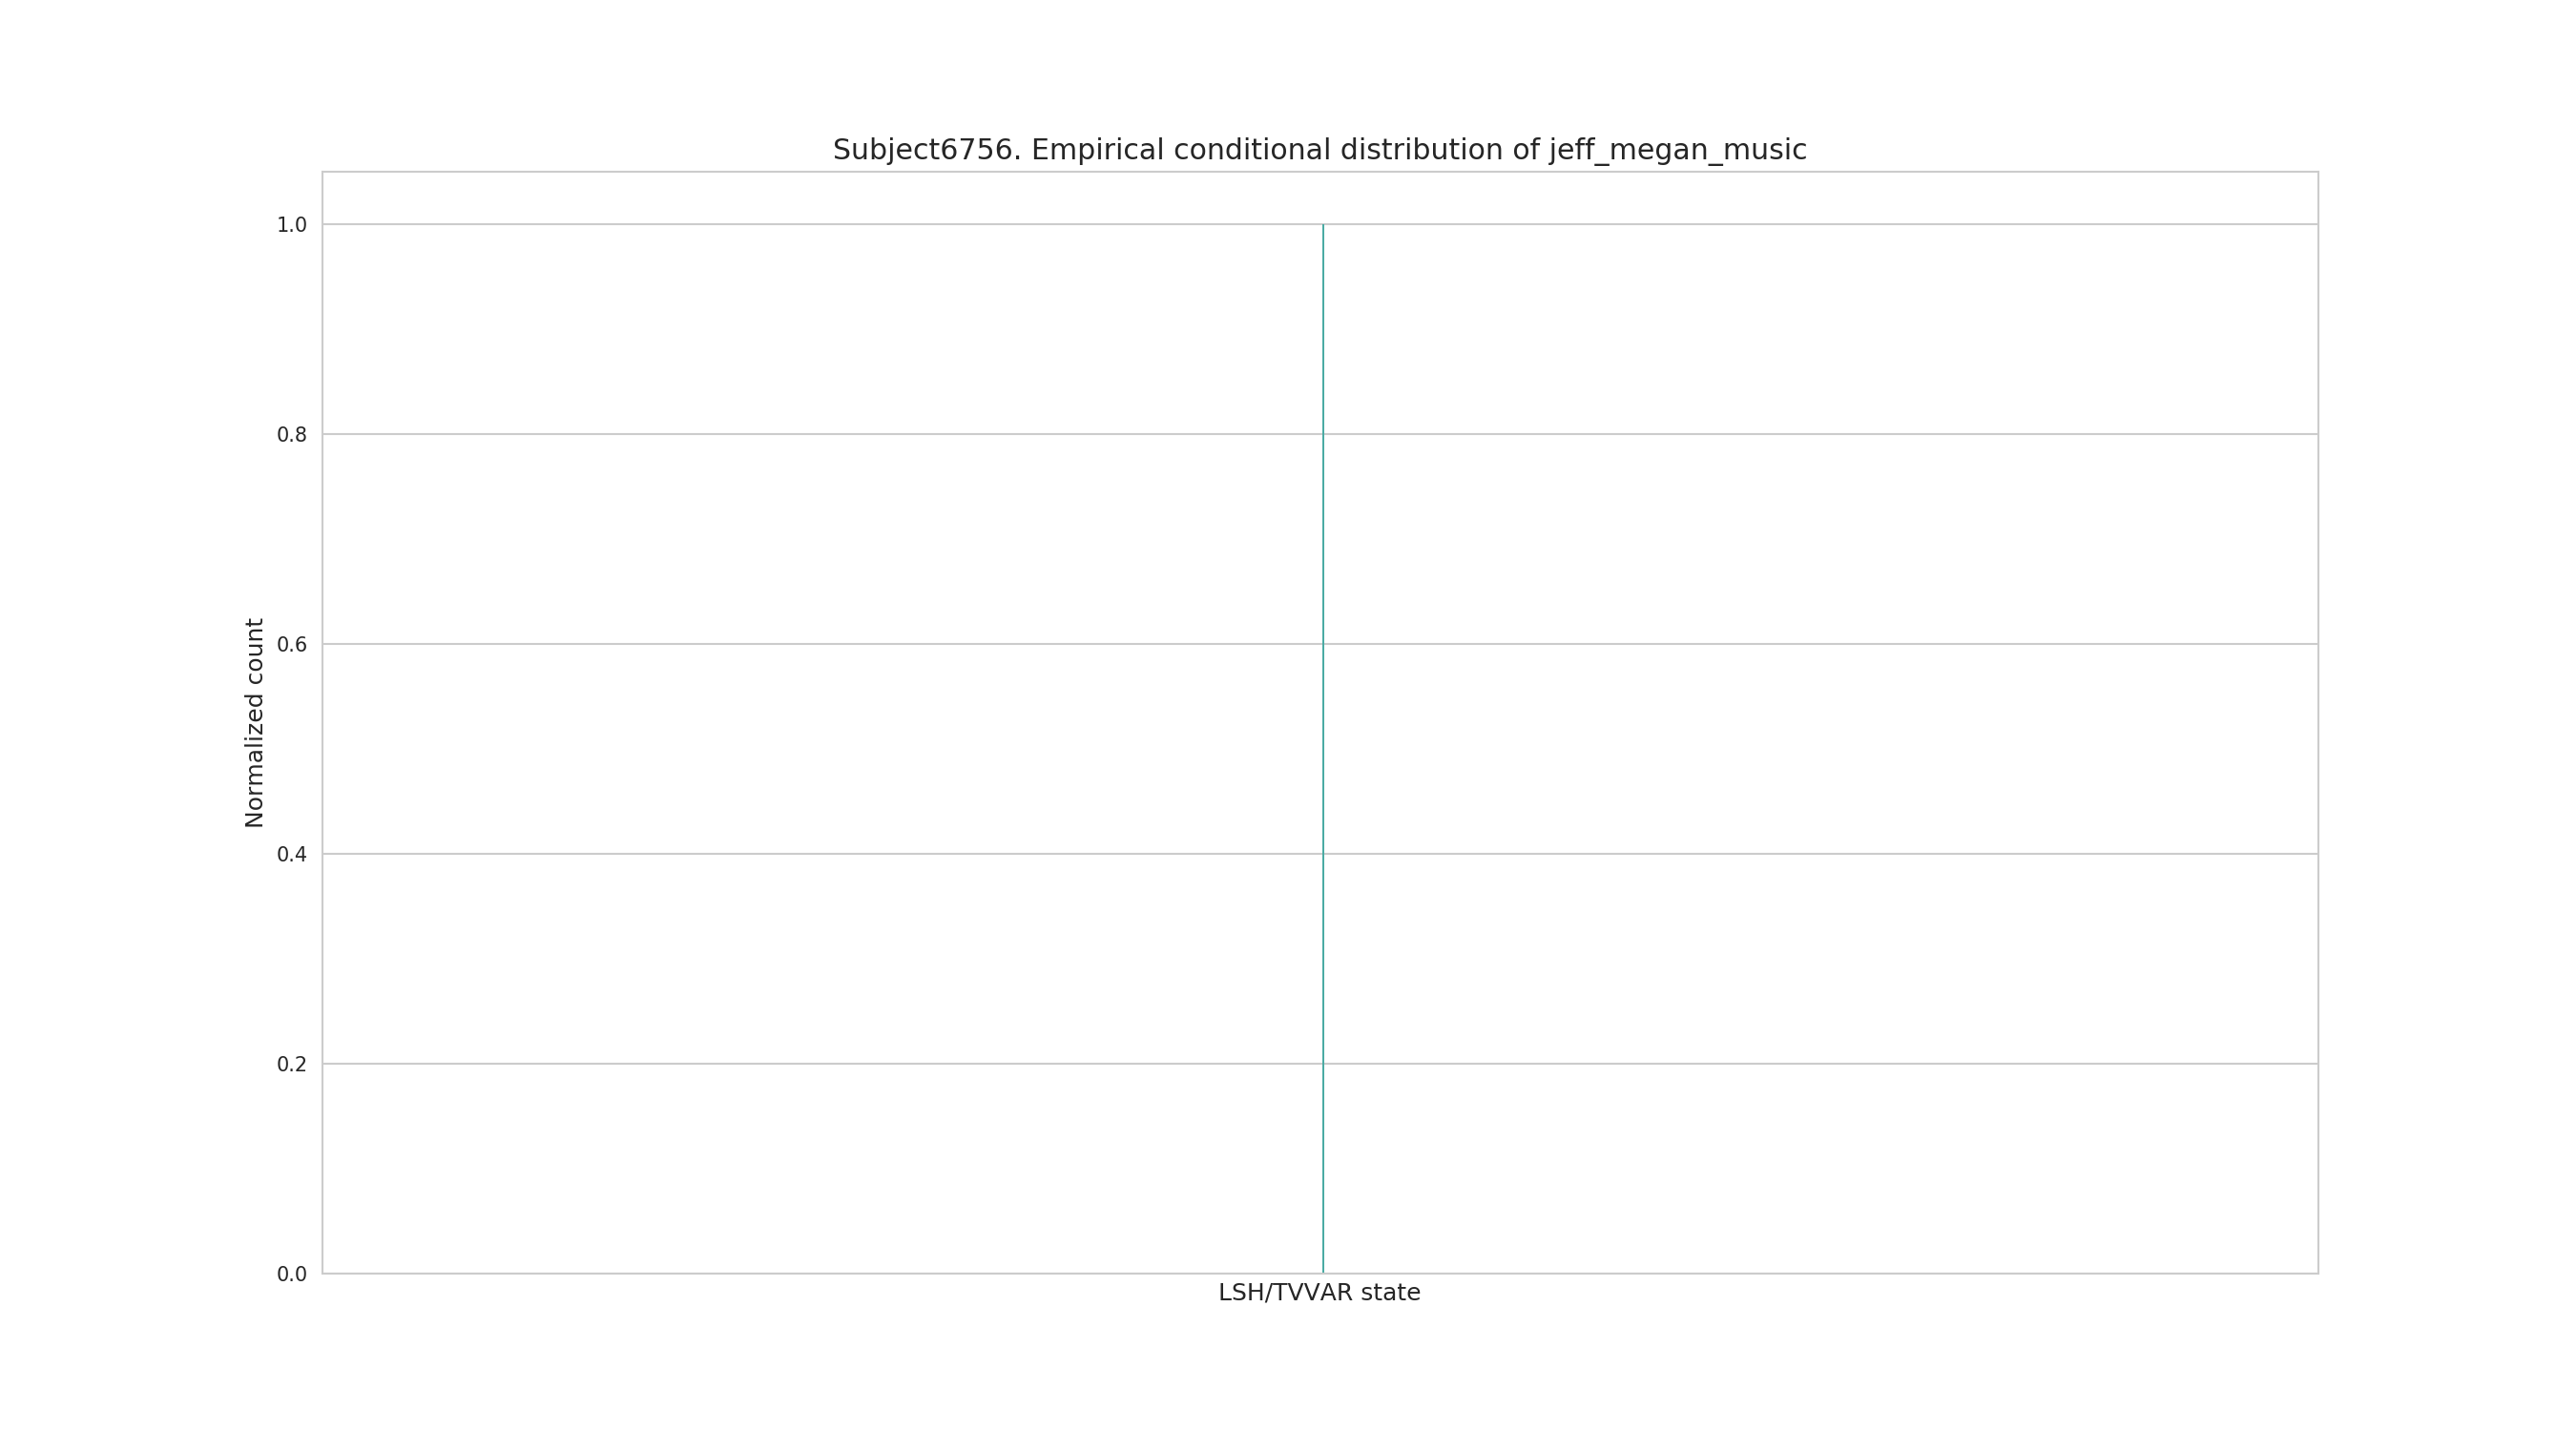 Subject6756. Empirical conditional distribution of jeff_megan_music
1.0
0.8
0.6
0.4
0.2
0.0
Normalized count
LSH/TVVAR state